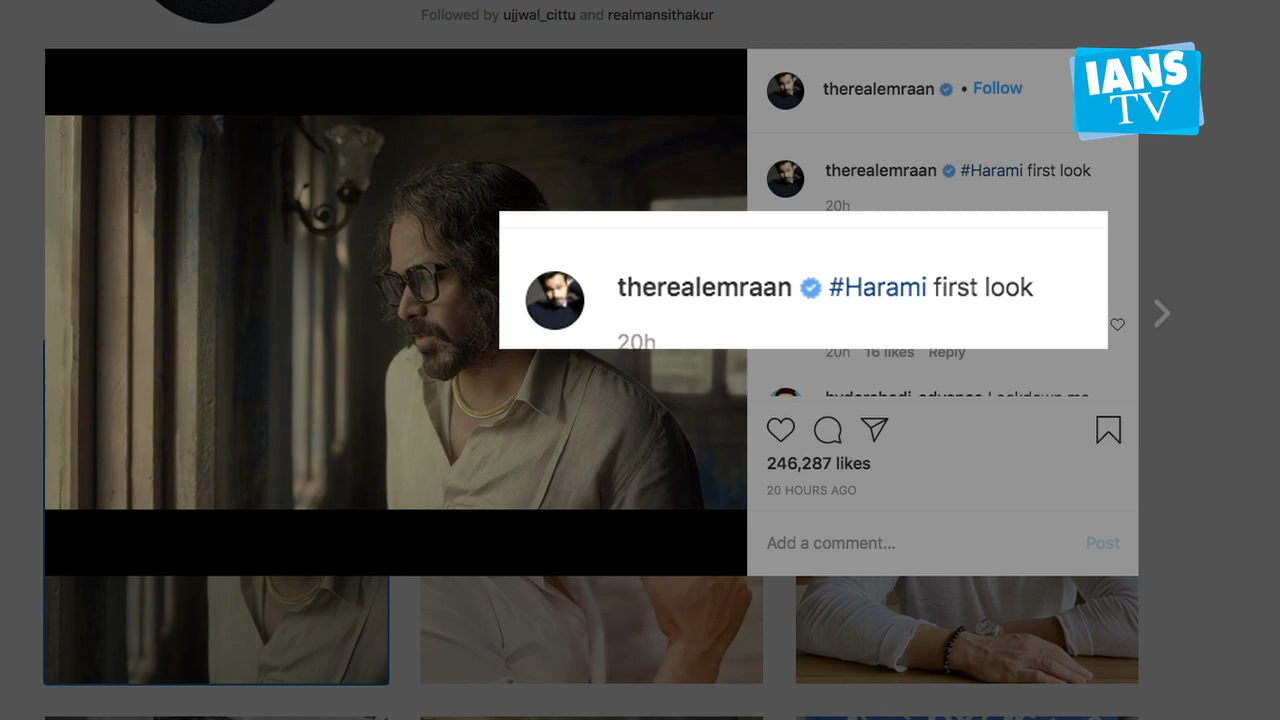 Followed by ujjwal_cittu and realmansithakur
IANS
TV
therealemraan • Follow
therealemraan #Harami first look
20h
therealemraan #Harami first look
20h
20h 16 likes Reply
246,287 likes
20 HOURS AGO
Add a comment... Post